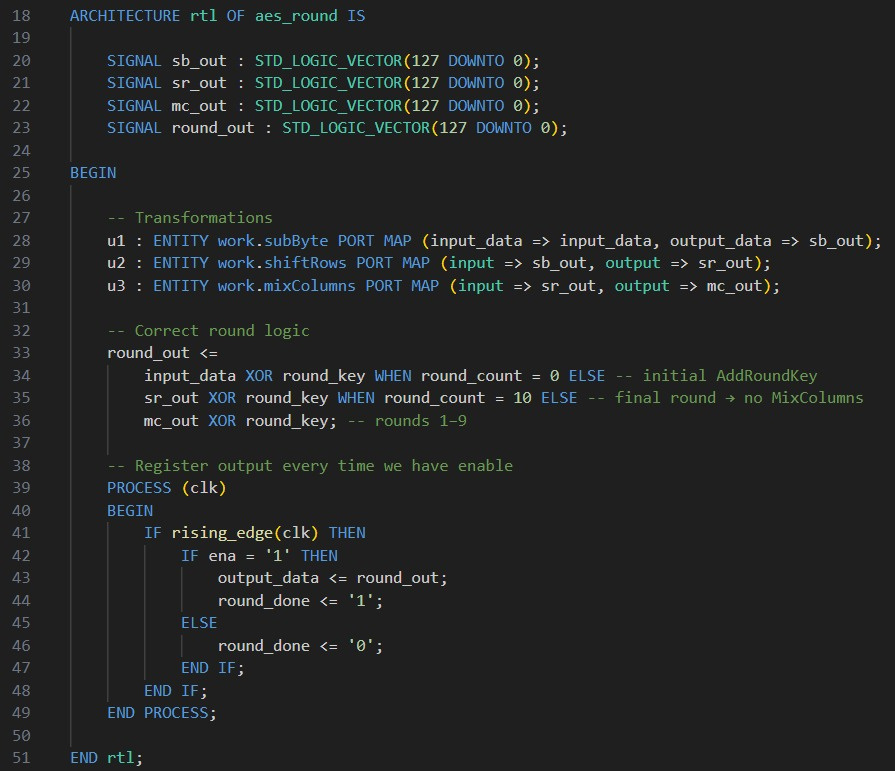 18 ARCHITECTURE rtl OF aes_round IS
19
20 SIGNAL sb_out : STD_LOGIC_VECTOR(127 DOWNTO 0);
21 SIGNAL sr_out : STD_LOGIC_VECTOR(127 DOWNTO 0);
22 SIGNAL mc_out : STD_LOGIC_VECTOR(127 DOWNTO 0);
23 SIGNAL round_out : STD_LOGIC_VECTOR(127 DOWNTO 0);
24
25 BEGIN
26
27 -- Transformations
28 u1 : ENTITY work.subByte PORT MAP (input_data => input_data, output_data => sb_out);
29 u2 : ENTITY work.shiftRows PORT MAP (input => sb_out, output => sr_out);
30 u3 : ENTITY work.mixColumns PORT MAP (input => sr_out, output => mc_out);
31
32 -- Correct round logic
33 round_out <=
34 input_data XOR round_key WHEN round_count = 0 ELSE -- initial AddRoundKey
35 sr_out XOR round_key WHEN round_count = 10 ELSE -- final round → no MixColumns
36 mc_out XOR round_key; -- rounds 1–9
37
38 -- Register output every time we have enable
39 PROCESS (clk)
40 BEGIN
41 IF rising_edge(clk) THEN
42 IF ena = '1' THEN
43 output_data <= round_out;
44 round_done <= '1';
45 ELSE
46 round_done <= '0';
47 END IF;
48 END IF;
49 END PROCESS;
50
51 END rtl;